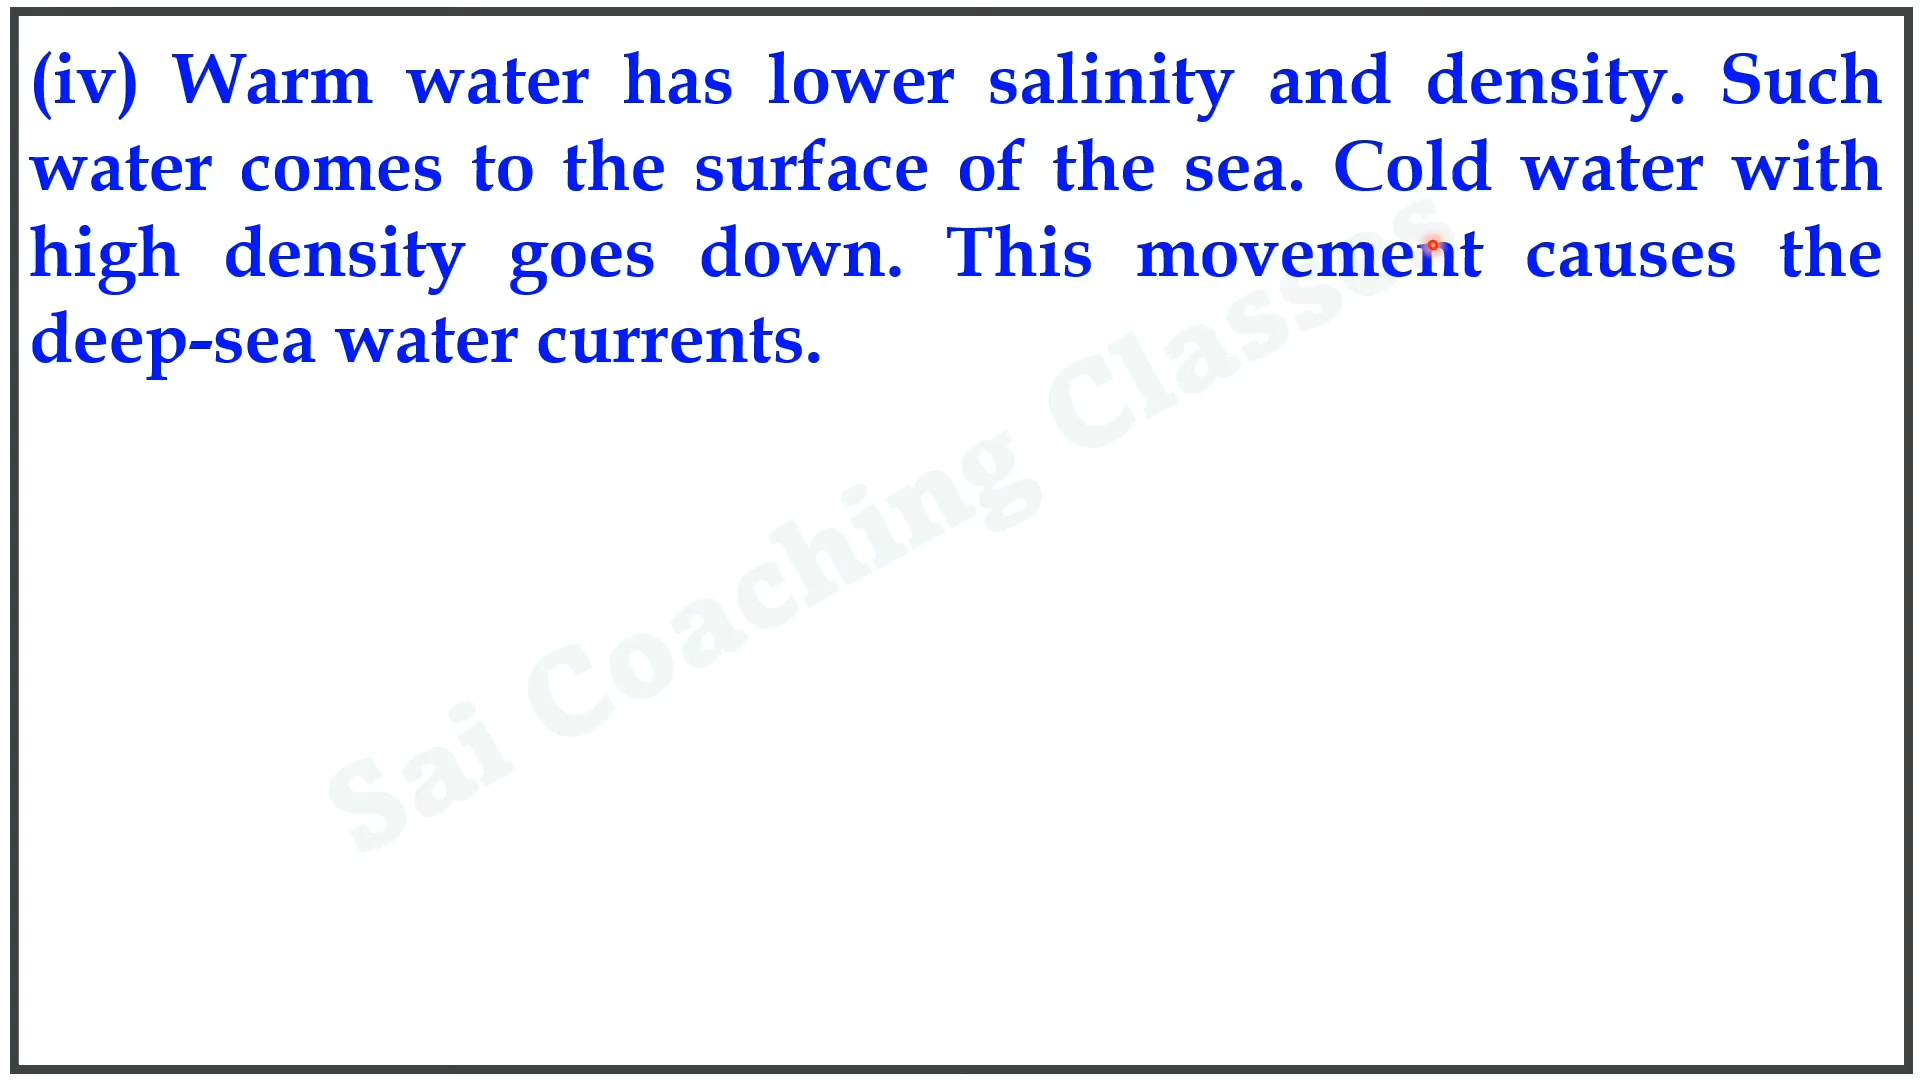 (iv) Warm water has lower salinity and density. Such
water comes to the surface of the sea. Cold water with
high density goes down. This movement causes the
deep-sea water currents.
Sai Coaching Classes